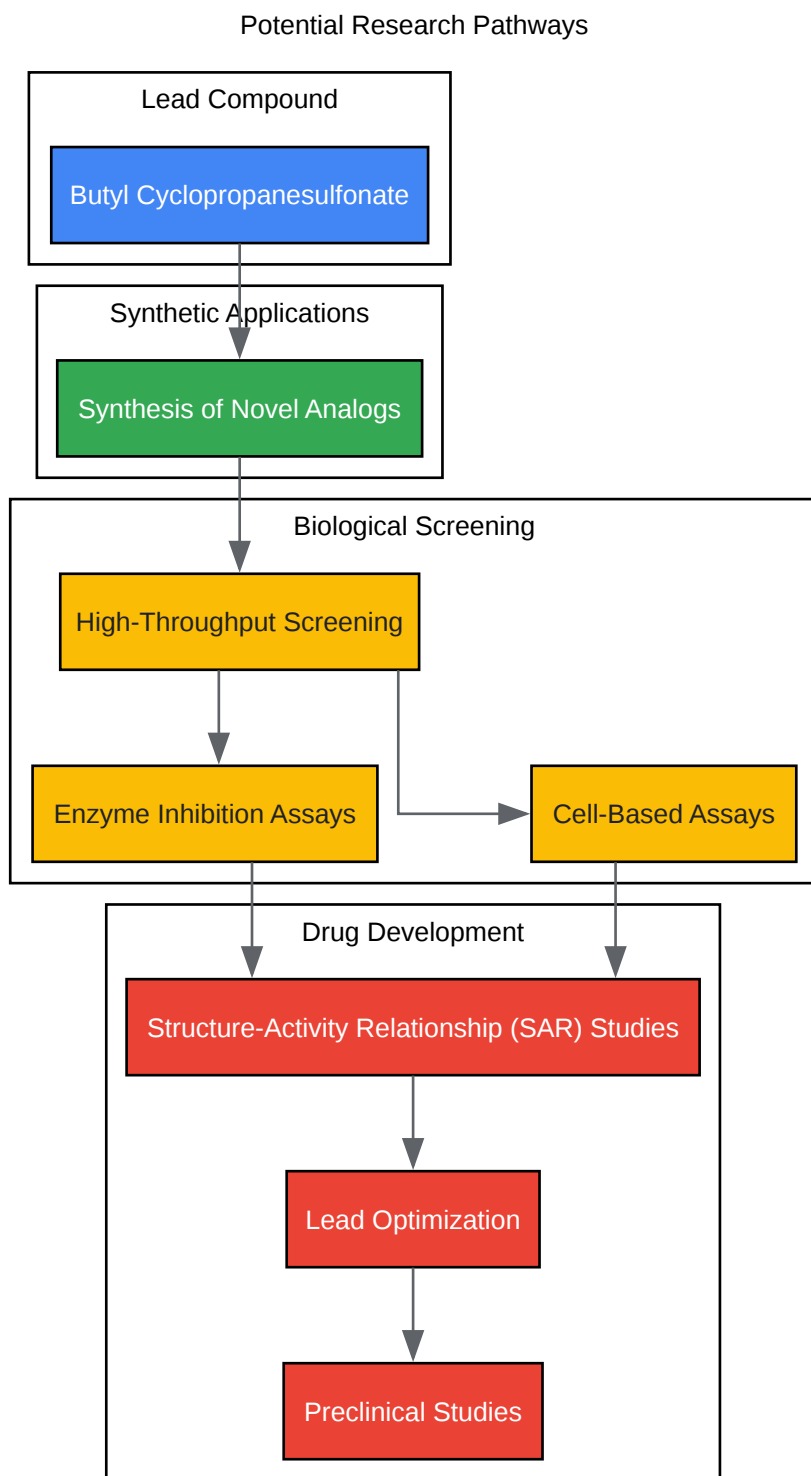 Potential Research Pathways
Lead Compound
Butyl Cyclopropanesulfonate
Synthetic Applications
Synthesis of Novel Analogs
Biological Screening
High-Throughput Screening
Enzyme Inhibition Assays
Cell-Based Assays
Drug Development
Structure-Activity Relationship (SAR) Studies
Lead Optimization
Preclinical Studies